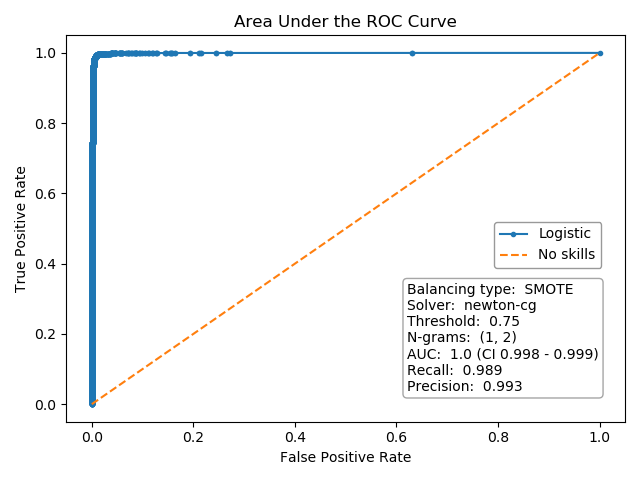 Area Under the ROC Curve
True Positive Rate
1.0
0.8
0.6
0.4
0.2
0.0
Logistic
No skills
Balancing type:  SMOTE
Solver:  newton-cg
Threshold:  0.75
N-grams:  (1, 2)
AUC:  1.0 (CI 0.998 - 0.999)
Recall:  0.989
Precision:  0.993
0.0 0.2 0.4 0.6 0.8 1.0
False Positive Rate